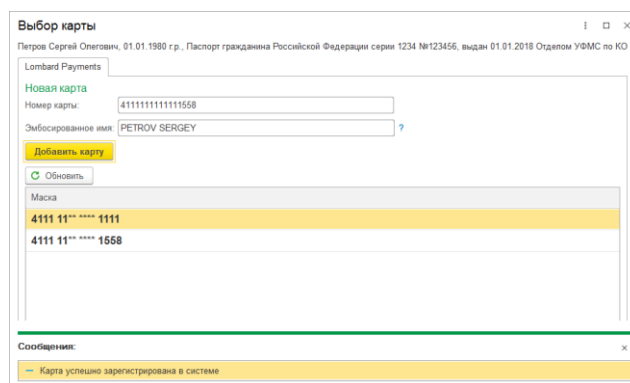 Выбор карты
Петров Сергей Олегович, 01.01.1980 г.р., Паспорт гражданина Российской Федерации серии 1234 №123456, выдан 01.01.2018 Отделом УФМС по КО
Lombard Payments
Новая карта
Номер карты: 4111111111111558
Эмбосированное имя: PETROV SERGEY ?
Добавить карту
Обновить
Маска
4111 11** **** 1111
4111 11** **** 1558
Сообщения:
Карта успешно зарегистрирована в системе